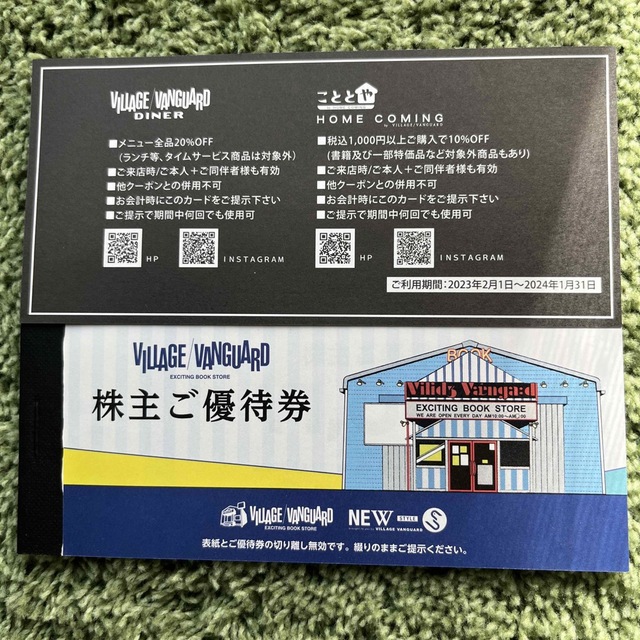 VILLAGE/VANGUARD
DINER
■メニュー全品20%OFF
(ランチ等、タイムサービス商品は対象外)
■ご来店時/ご本人+ご同伴者様も有効
■他クーポンとの併用不可
■お会計時にこのカードをご提示下さい
■ご提示で期間中何回でも使用可
HP
INSTAGRAM
こととや
HOME COMING
by VILLAGE/VANGUARD
■税込1,000円以上ご購入で10%OFF
(書籍及び一部特価品など対象外商品もあり)
■ご来店時/ご本人+ご同伴者様も有効
■他クーポンとの併用不可
■お会計時にこのカードをご提示下さい
■ご提示で期間中何回でも使用可
HP
INSTAGRAM
ご利用期間:2023年2月1日〜2024年1月31日
VILLAGE/VANGUARD
EXCITING BOOK STORE
株主ご優待券
BOOK
EXCITING BOOK STORE
WE ARE OPEN EVERY DAY
VILLAGE/VANGUARD
EXCITING BOOK STORE
NEW STYLE
VILLAGE VANGUARD
表紙とご優待券の切り離し無効です。綴りのままご提示ください。